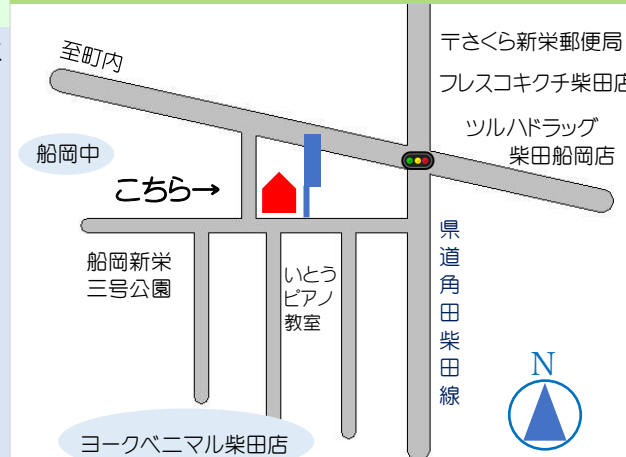 至町内
〒さくら新栄郵便局
フレスコキクチ柴田店
ツルハドラッグ
柴田船岡店
船岡中
こちら→
船岡新栄
三号公園
いとう
ピアノ
教室
県道角田柴田線
N
ヨークベニマル柴田店